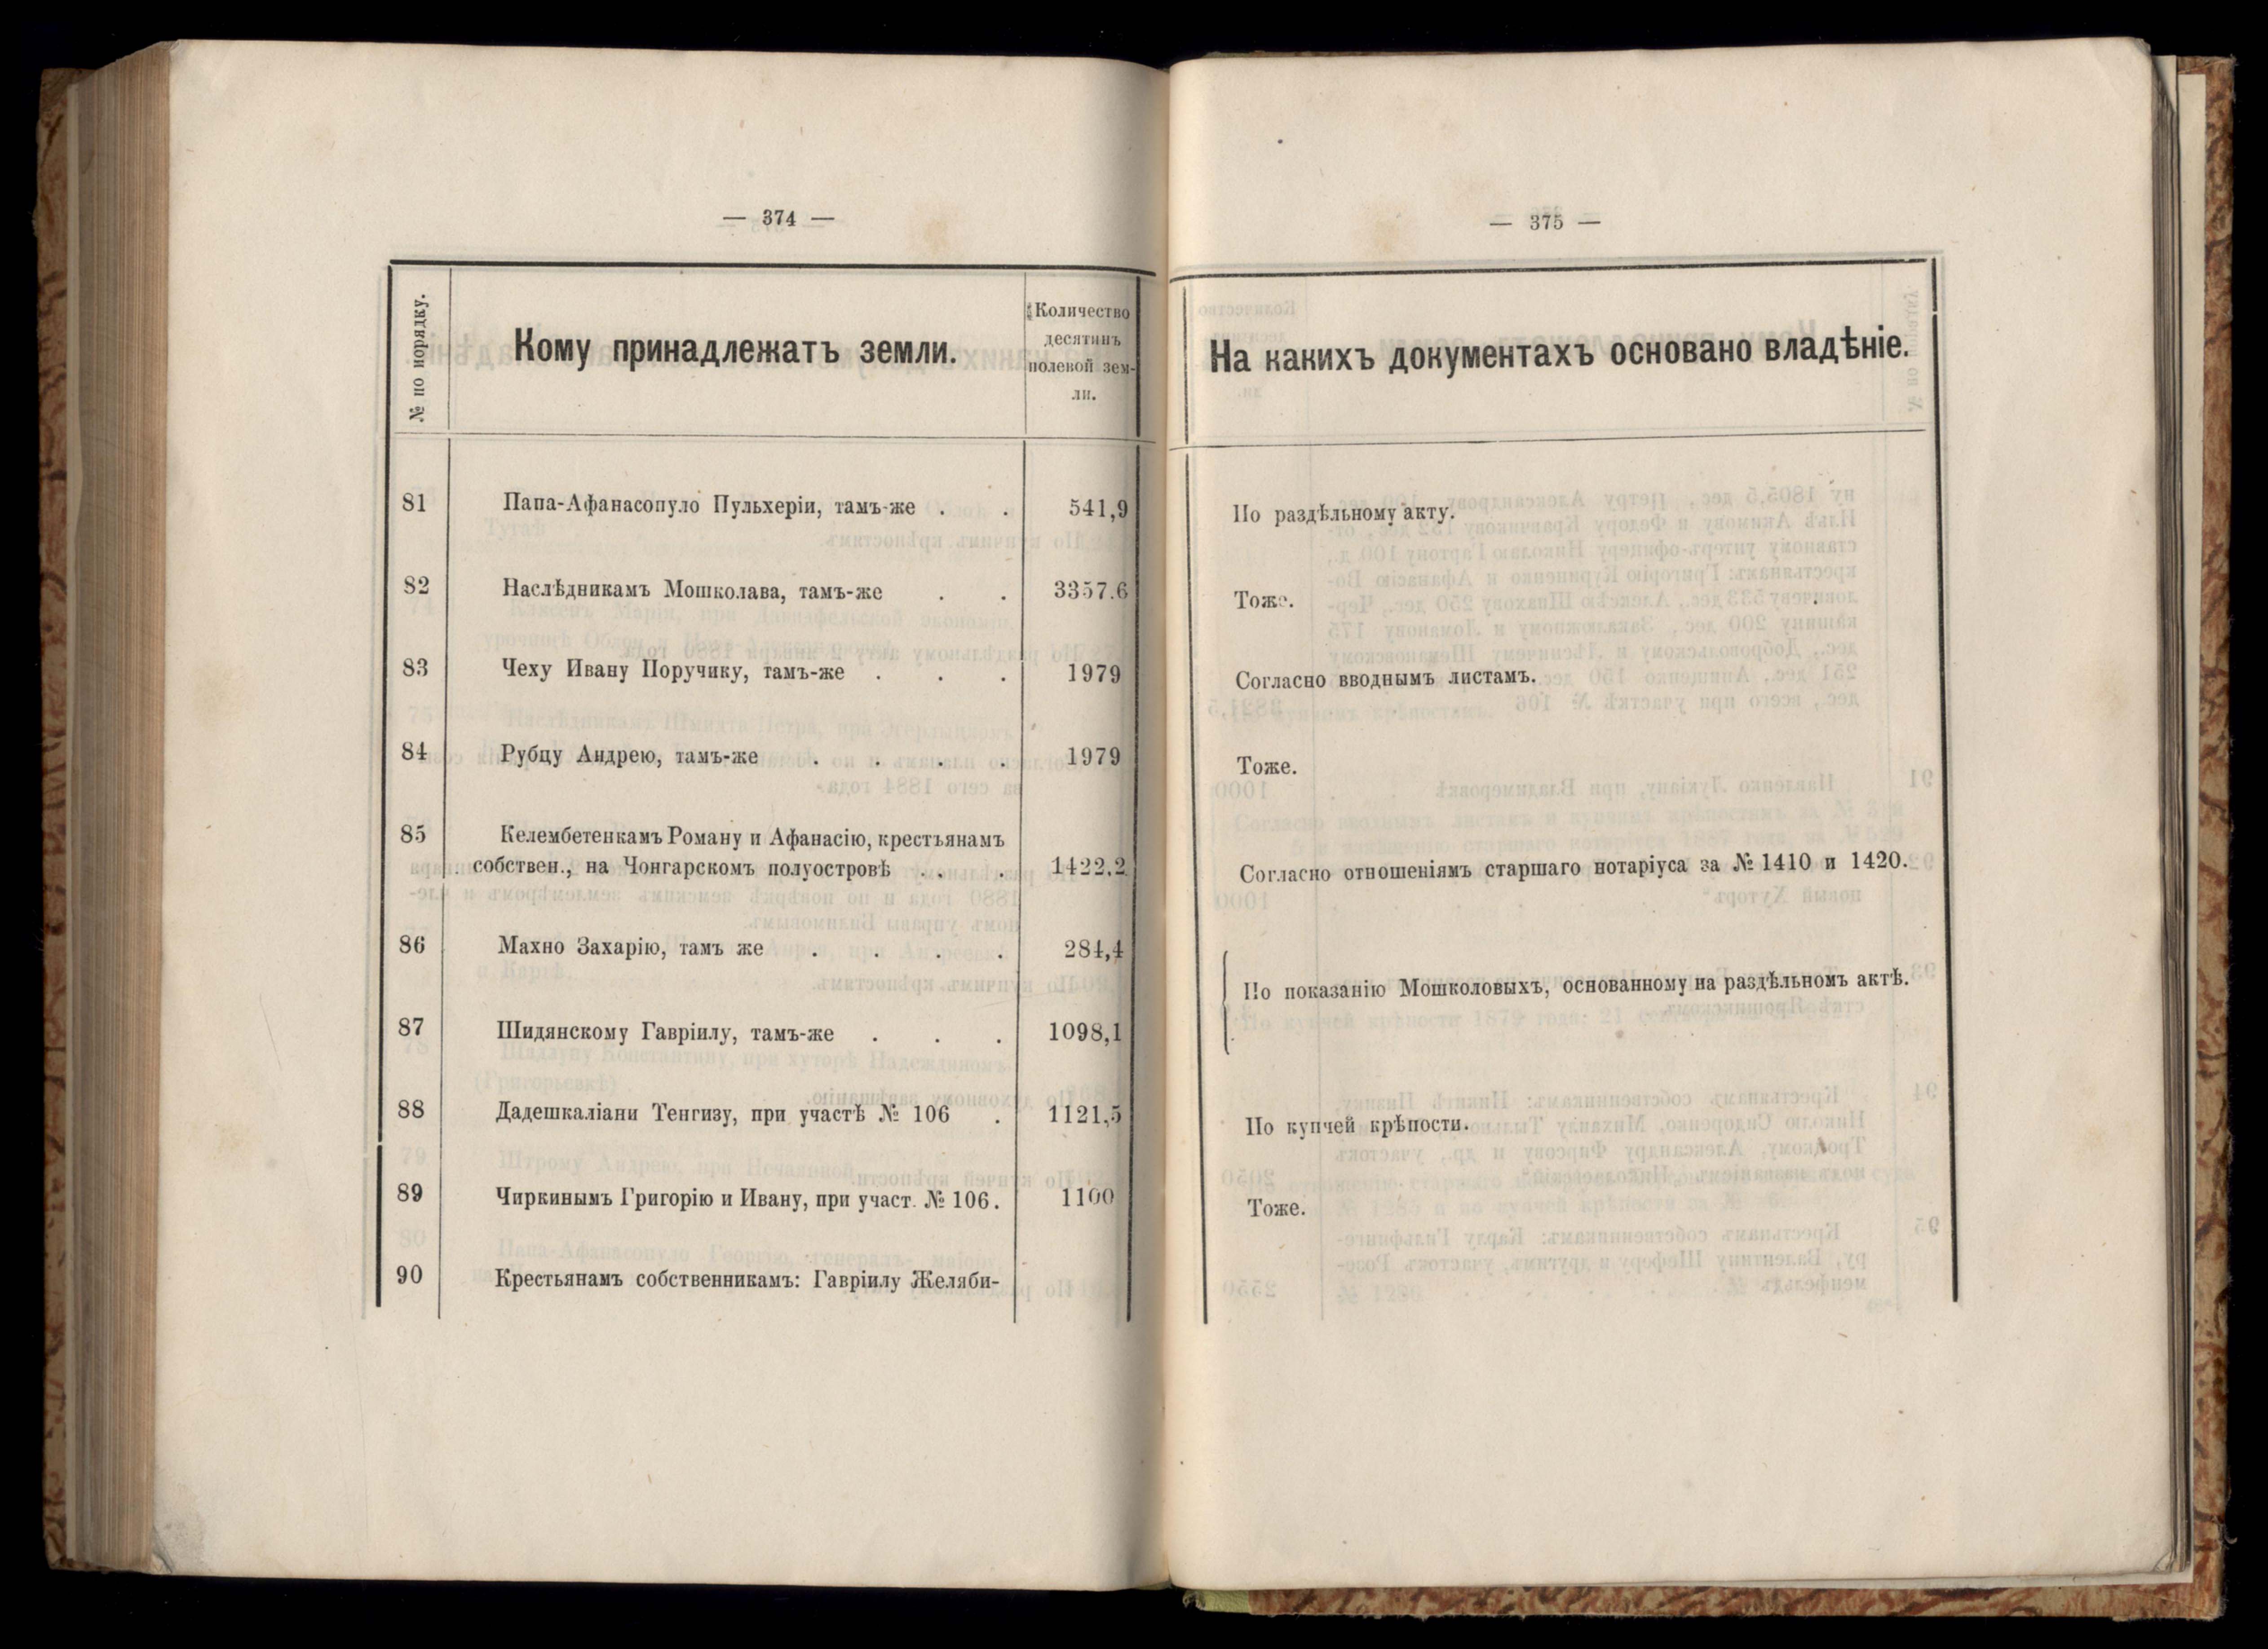 — 374 —
№ по порядку.
Кому принадлежатъ земли.
Количество
десятинъ
полевой зем-
ли.
81 Папа-Афанасопуло Пульхеріи, тамъ-же . . 541,9
82 Наслѣдникамъ Мошколава, тамъ-же . . 3357.6
83 Чеху Ивану Поручику, тамъ-же . . . 1979
84 Рубцу Андрею, тамъ-же . . . . 1979
85 Келембетенкамъ Роману и Афанасію, крестьянамъ
собствен., на Чонгарскомъ полуостровѣ . . . 1422,2
86 Махно Захарію, тамъ же . . . . 284,4
87 Шидянскому Гавріилу, тамъ-же . . . 1098,1
88 Дадешкаліани Тенгизу, при участѣ № 106 . 1121,5
89 Чиркинымъ Григорію и Ивану, при участ. № 106. 1100
90 Крестьянамъ собственникамъ: Гавріилу Желяби-
— 375 —
На какихъ документахъ основано владѣніе.
По раздѣльному акту.
Тоже.
Согласно вводнымъ листамъ.
Тоже.
Согласно отношеніямъ старшаго нотаріуса за № 1410 и 1420.
По показанію Мошколовыхъ, основанному на раздѣльномъ актѣ.
По купчей крѣпости.
Тоже.